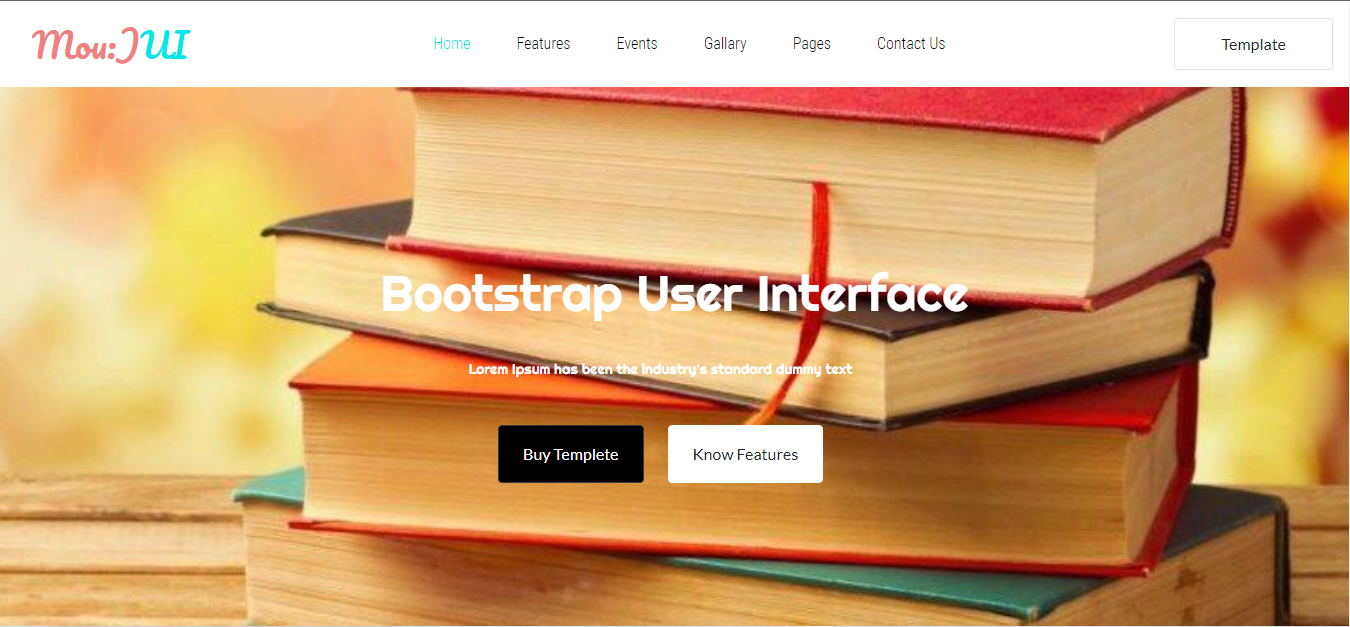 Mou:JUI
Home Features Events Gallary Pages Contact Us
Template
Bootstrap User Interface
Lorem Ipsum has been the industry's standard dummy text
Buy Templete Know Features